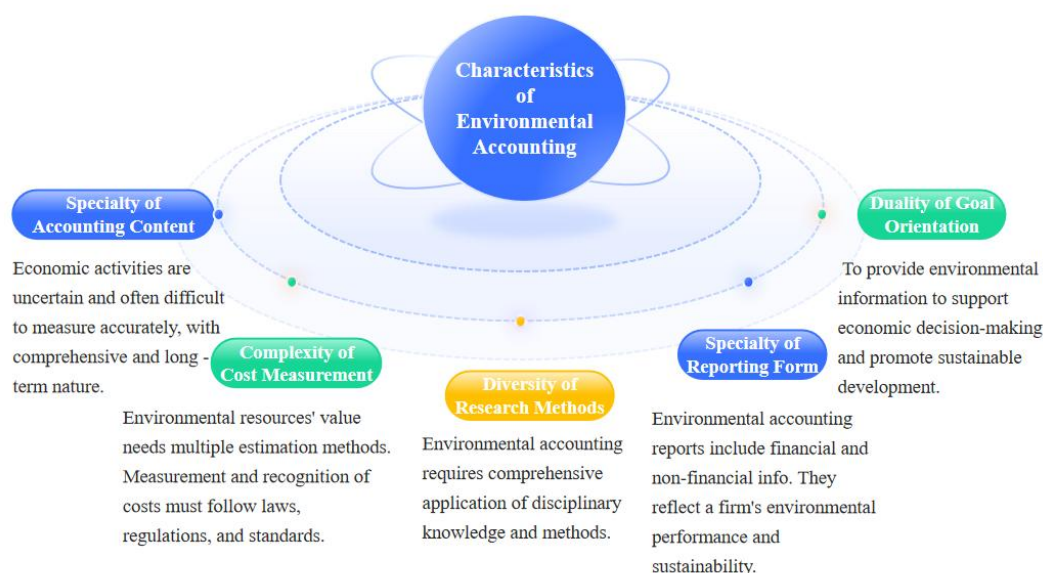 Characteristics
of
Environmental
Accounting
Specialty of
Accounting Content
Economic activities are
uncertain and often difficult
to measure accurately, with
comprehensive and long -
term nature.
Complexity of
Cost Measurement
Environmental resources' value
needs multiple estimation methods.
Measurement and recognition of
costs must follow laws,
regulations, and standards.
Diversity of
Research Methods
Environmental accounting
requires comprehensive
application of disciplinary
knowledge and methods.
Specialty of
Reporting Form
Environmental accounting
reports include financial and
non-financial info. They
reflect a firm's environmental
performance and
sustainability.
Duality of Goal
Orientation
To provide environmental
information to support
economic decision-making
and promote sustainable
development.